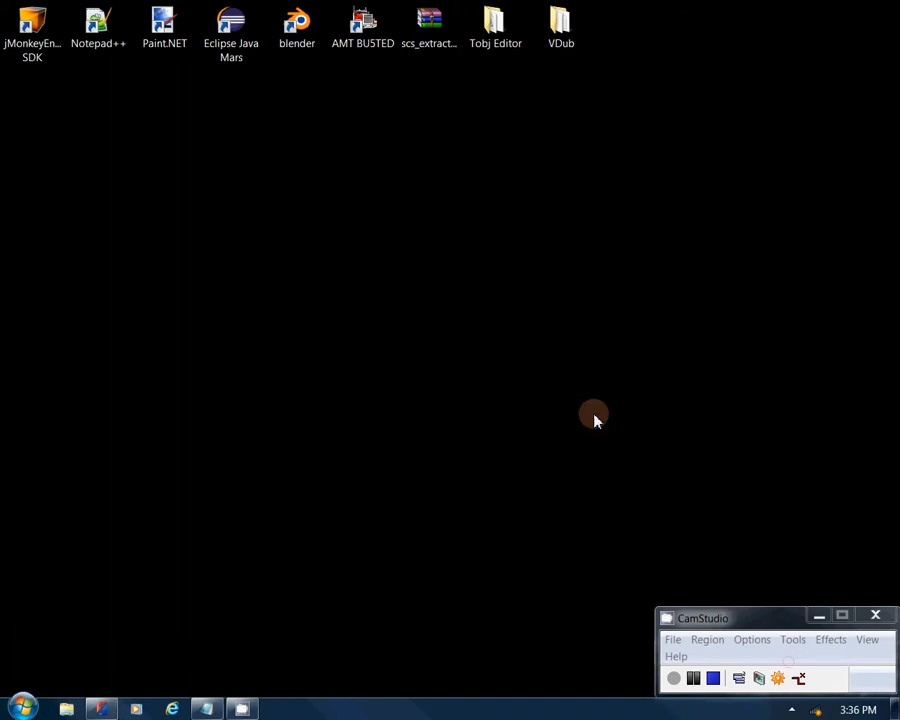 jMonkeyEn... Notepad++ Paint.NET Eclipse Java blender AMT BU5TED scs_extract... Tobj Editor VDub
SDK Mars
CamStudio
File Region Options Tools Effects View
Help
3:36 PM